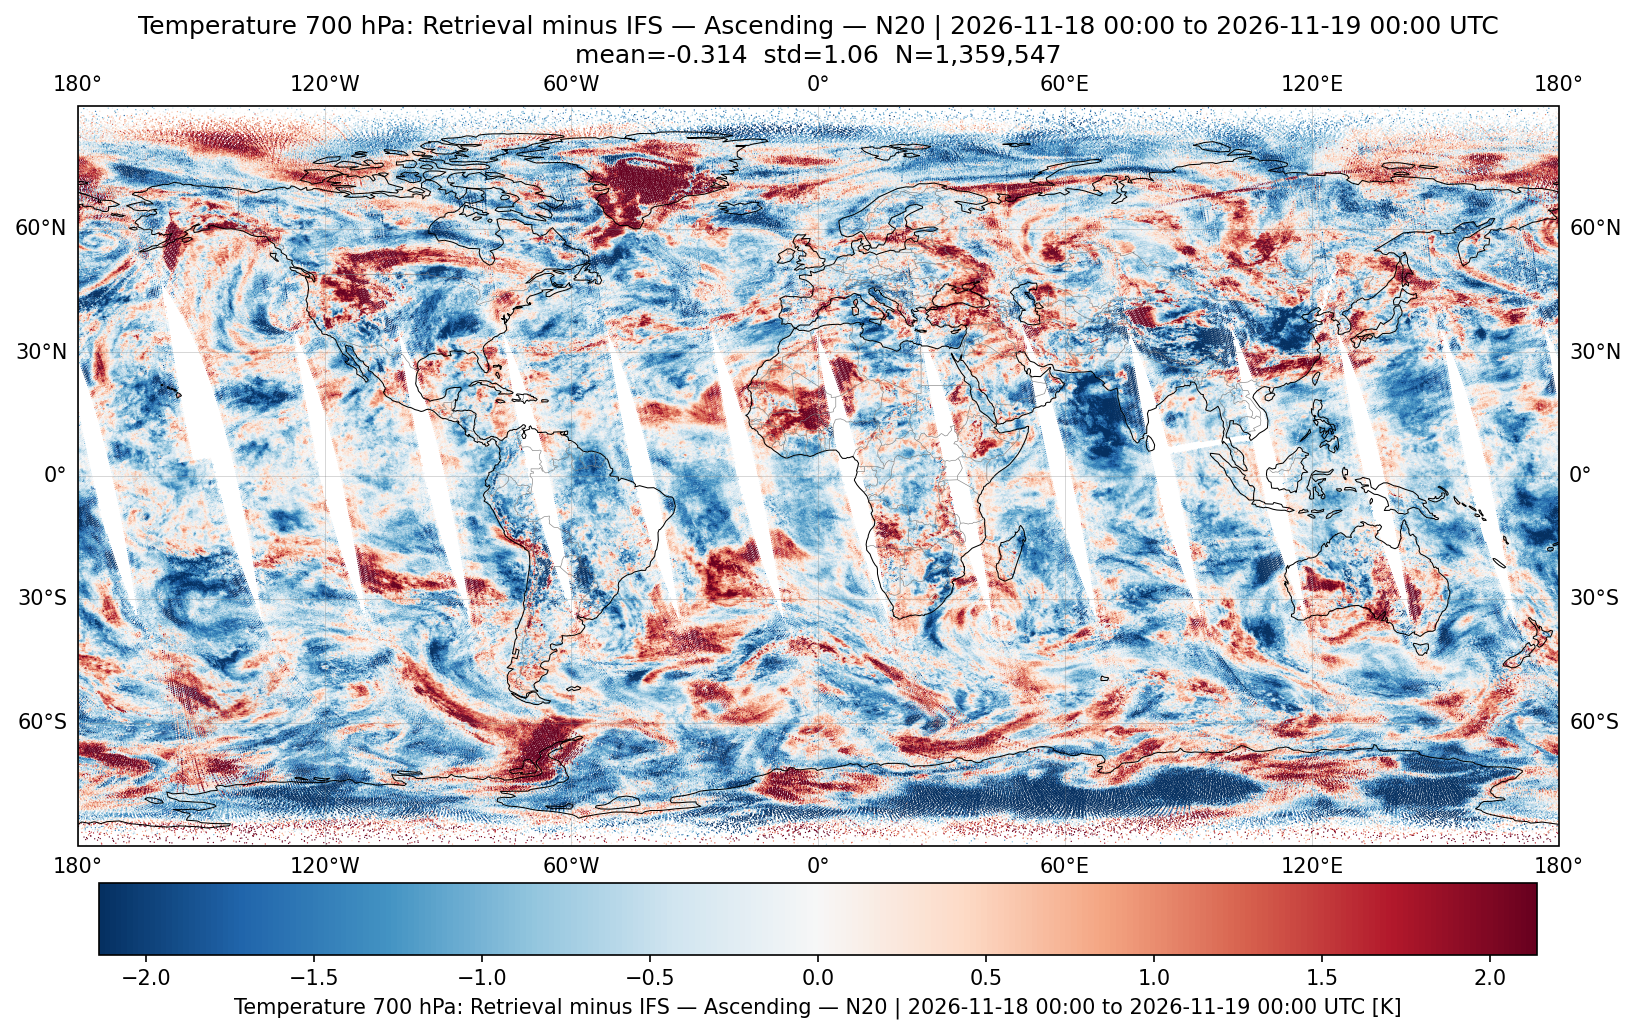 Temperature 700 hPa: Retrieval minus IFS — Ascending — N20 | 2026-11-18 00:00 to 2026-11-19 00:00 UTC
mean=-0.314 std=1.06 N=1,359,547
180° 120°W 60°W 0° 60°E 120°E 180°
60°N 60°N
30°N 30°N
0° 0°
30°S 30°S
60°S 60°S
180° 120°W 60°W 0° 60°E 120°E 180°
−2.0 −1.5 −1.0 −0.5 0.0 0.5 1.0 1.5 2.0
Temperature 700 hPa: Retrieval minus IFS — Ascending — N20 | 2026-11-18 00:00 to 2026-11-19 00:00 UTC [K]